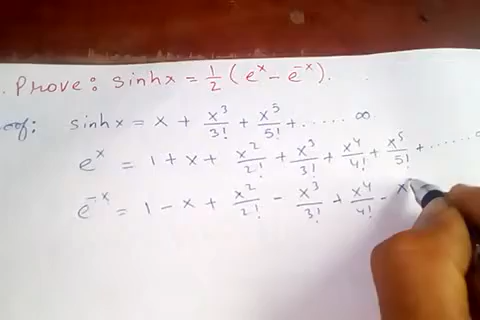 . Prove: sinhx = 1/2 (e^x - e^-x).
oof: sinhx = x + x^3/3! + x^5/5! + ...... ∞
e^x = 1 + x + x^2/2! + x^3/3! + x^4/4! + x^5/5! + ......
e^-x = 1 - x + x^2/2! - x^3/3! + x^4/4! - x